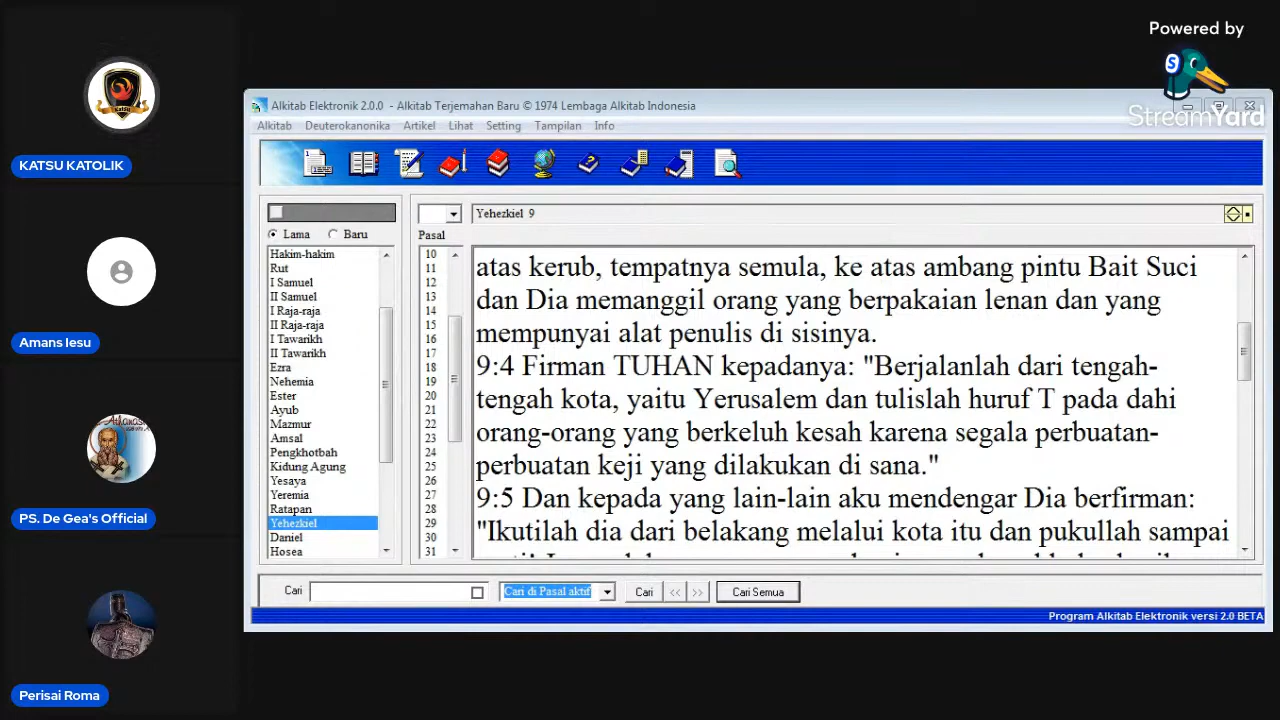 Powered by
StreamYard
KATSU KATOLIK
Amans Iesu
PS. De Gea's Official
Perisai Roma
Alkitab Elektronik 2.0.0 - Alkitab Terjemahan Baru © 1974 Lembaga Alkitab Indonesia
Alkitab Deuterokanonika Artikel Lihat Setting Tampilan Info
Yehezkiel 9
Lama Baru
Pasal
Hakim-hakim
Rut
I Samuel
II Samuel
I Raja-raja
II Raja-raja
I Tawarikh
II Tawarikh
Ezra
Nehemia
Ester
Ayub
Mazmur
Amsal
Pengkhotbah
Kidung Agung
Yesaya
Yeremia
Ratapan
Yehezkiel
Daniel
Hosea
10
11
12
13
14
15
16
17
18
19
20
21
22
23
24
25
26
27
28
29
30
31
atas kerub, tempatnya semula, ke atas ambang pintu Bait Suci
dan Dia memanggil orang yang berpakaian lenan dan yang
mempunyai alat penulis di sisinya.
9:4 Firman TUHAN kepadanya: "Berjalanlah dari tengah-
tengah kota, yaitu Yerusalem dan tulislah huruf T pada dahi
orang-orang yang berkeluh kesah karena segala perbuatan-
perbuatan keji yang dilakukan di sana."
9:5 Dan kepada yang lain-lain aku mendengar Dia berfirman:
"Ikutilah dia dari belakang melalui kota itu dan pukullah sampai
Cari Cari di Pasal aktif Cari << >> Cari Semua
Program Alkitab Elektronik versi 2.0 BETA